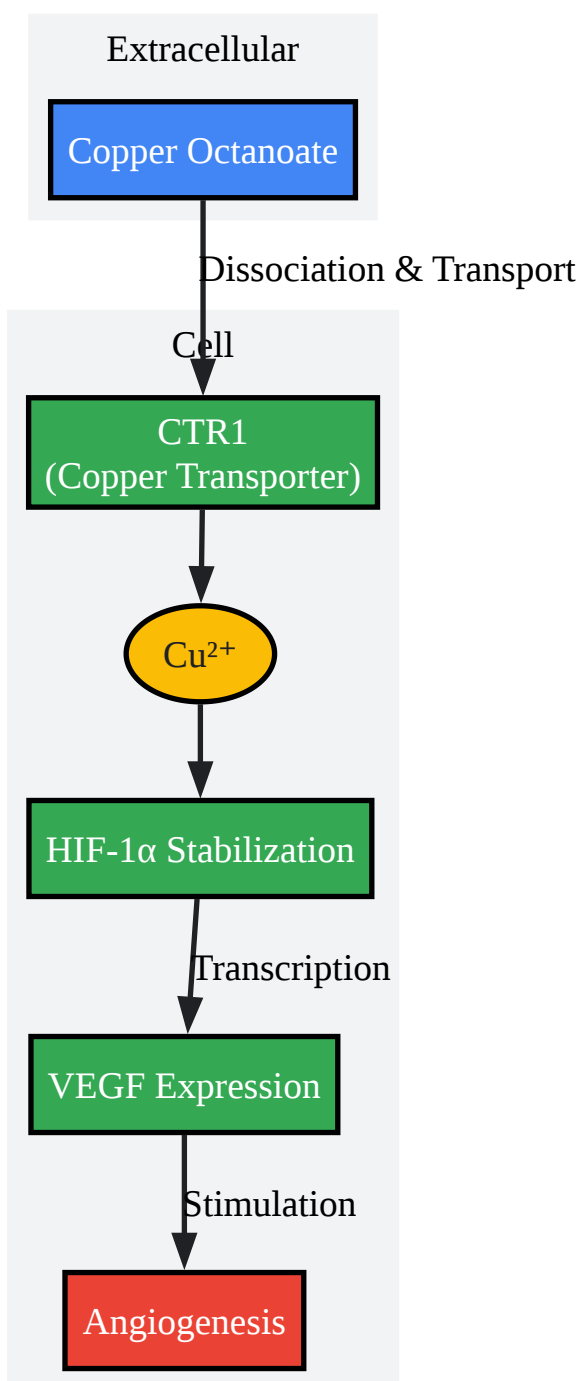 Extracellular
Copper Octanoate
Dissociation & Transport
Cell
CTR1
(Copper Transporter)
Cu²⁺
HIF-1α Stabilization
Transcription
VEGF Expression
Stimulation
Angiogenesis